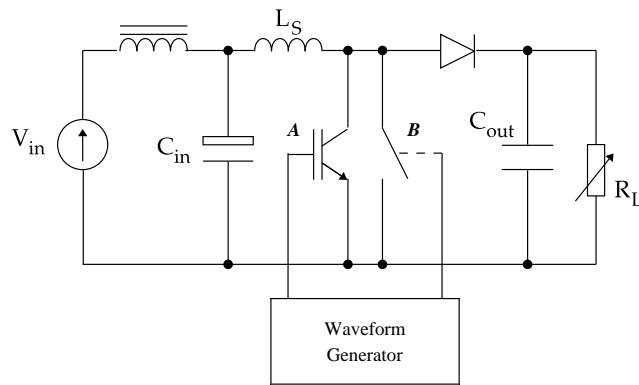 L_S
A
B
V_in
C_in
C_out
R_L
Waveform
Generator